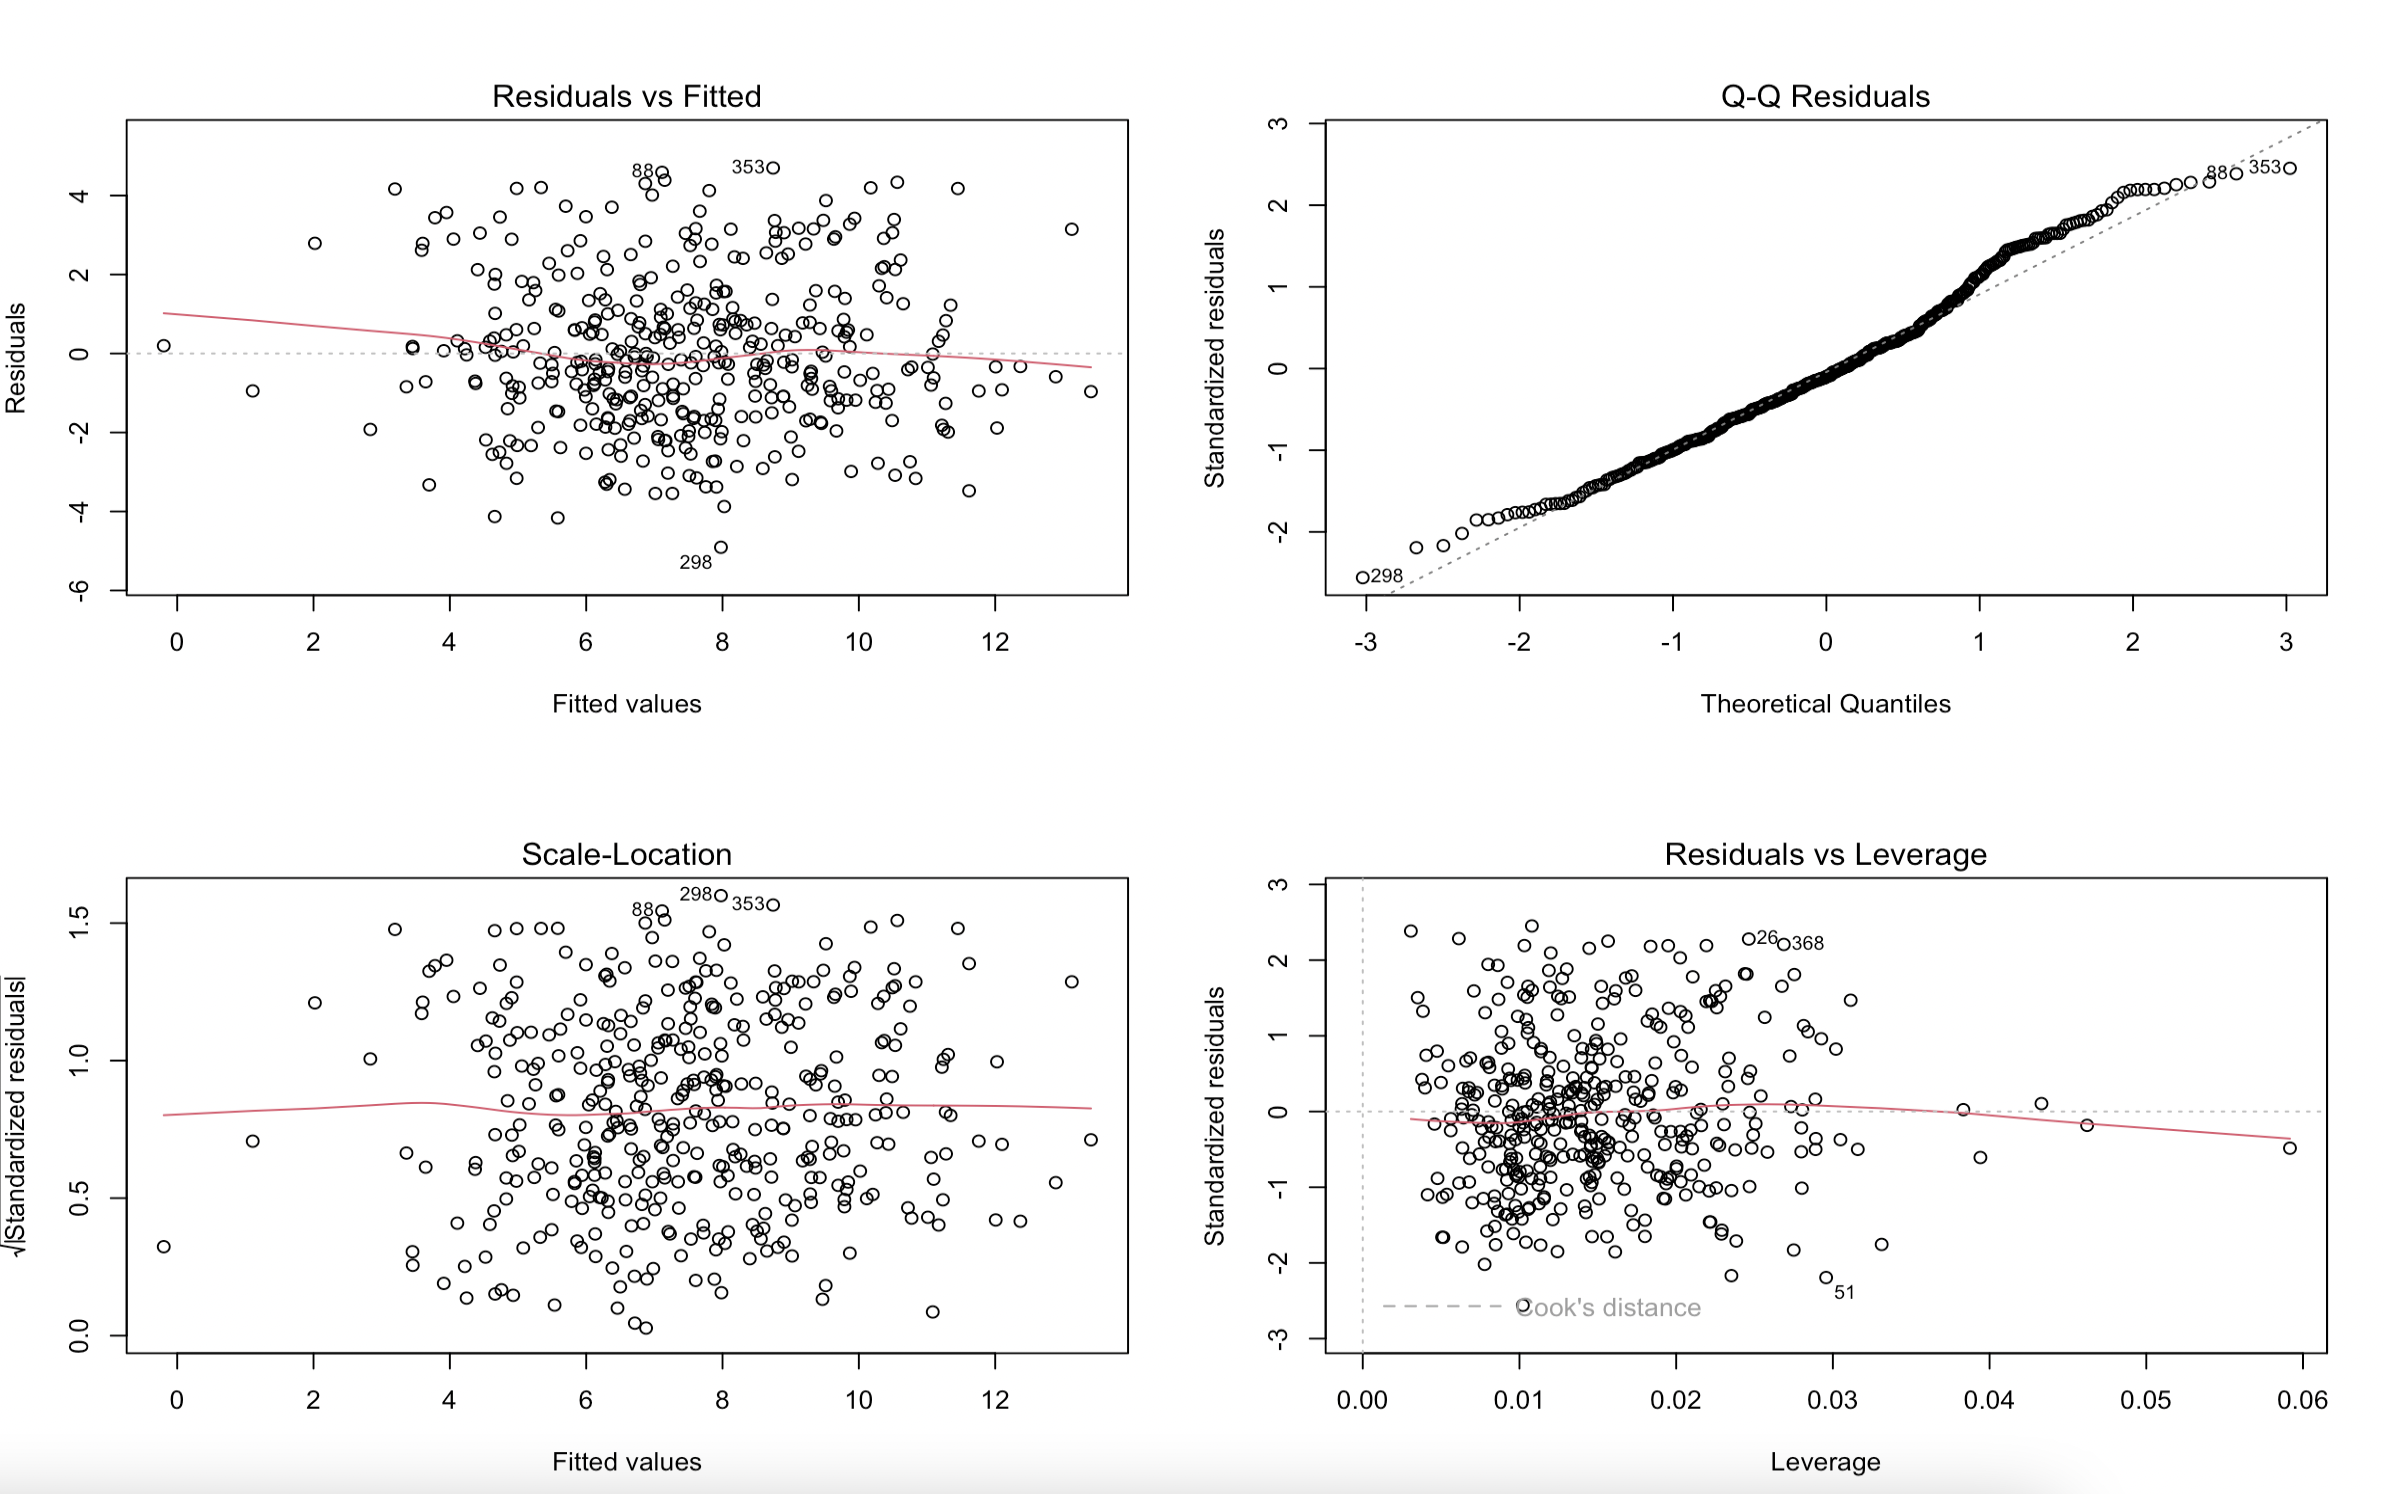 Residuals vs Fitted
Residuals
4
2
0
-2
-4
-6
88
353
298
0 2 4 6 8 10 12
Fitted values
Q-Q Residuals
Standardized residuals
3
2
1
0
-1
-2
88
353
298
-3 -2 -1 0 1 2 3
Theoretical Quantiles
Scale-Location
√|Standardized residuals|
1.5
1.0
0.5
0.0
298
88
353
0 2 4 6 8 10 12
Fitted values
Residuals vs Leverage
Standardized residuals
3
2
1
0
-1
-2
-3
26
368
51
Cook's distance
0.00 0.01 0.02 0.03 0.04 0.05 0.06
Leverage